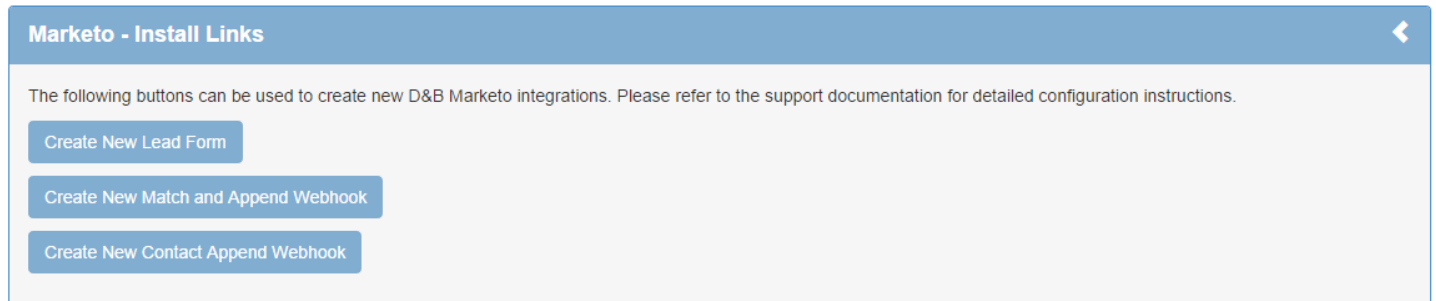 Marketo - Install Links
The following buttons can be used to create new D&B Marketo integrations. Please refer to the support documentation for detailed configuration instructions.
Create New Lead Form
Create New Match and Append Webhook
Create New Contact Append Webhook